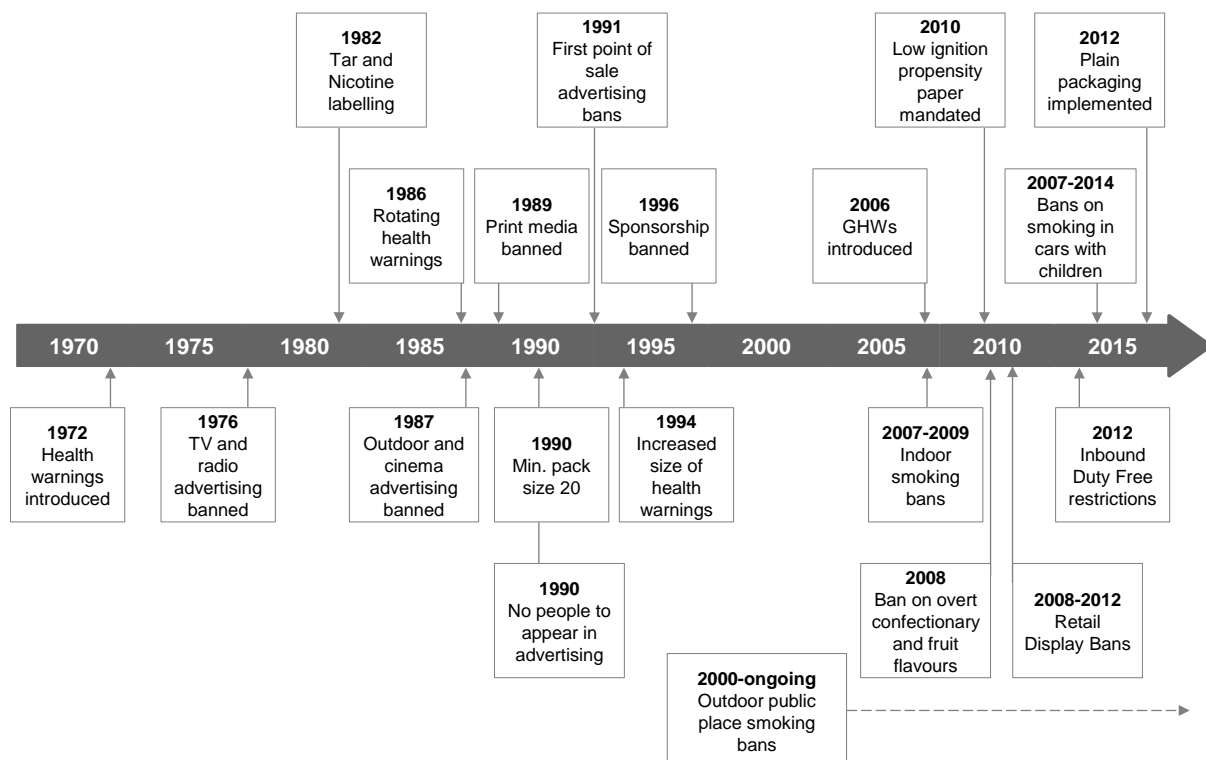 1982
Tar and
Nicotine
labelling
1991
First point of
sale
advertising
bans
2010
Low ignition
propensity
paper
mandated
2012
Plain
packaging
implemented
1986
Rotating
health
warnings
1989
Print media
banned
1996
Sponsorship
banned
2006
GHWs
introduced
2007-2014
Bans on
smoking in
cars with
children
1970 1975 1980 1985 1990 1995 2000 2005 2010 2015
1972
Health
warnings
introduced
1976
TV and
radio
advertising
banned
1987
Outdoor and
cinema
advertising
banned
1990
Min. pack
size 20
1994
Increased
size of
health
warnings
2007-2009
Indoor
smoking
bans
2012
Inbound
Duty Free
restrictions
1990
No people to
appear in
advertising
2008
Ban on overt
confectionary
and fruit
flavours
2008-2012
Retail
Display Bans
2000-ongoing
Outdoor public
place smoking
bans